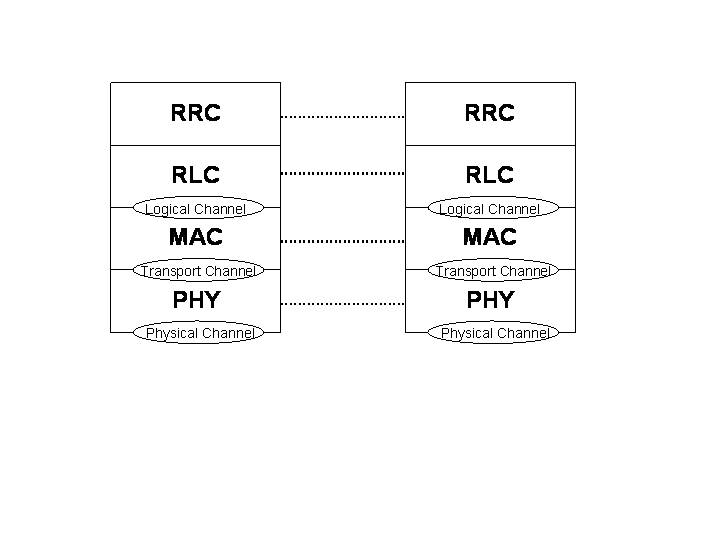 RRC
RRC
RLC
RLC
Logical Channel
Logical Channel
MAC
MAC
Transport Channel
Transport Channel
PHY
PHY
Physical Channel
Physical Channel